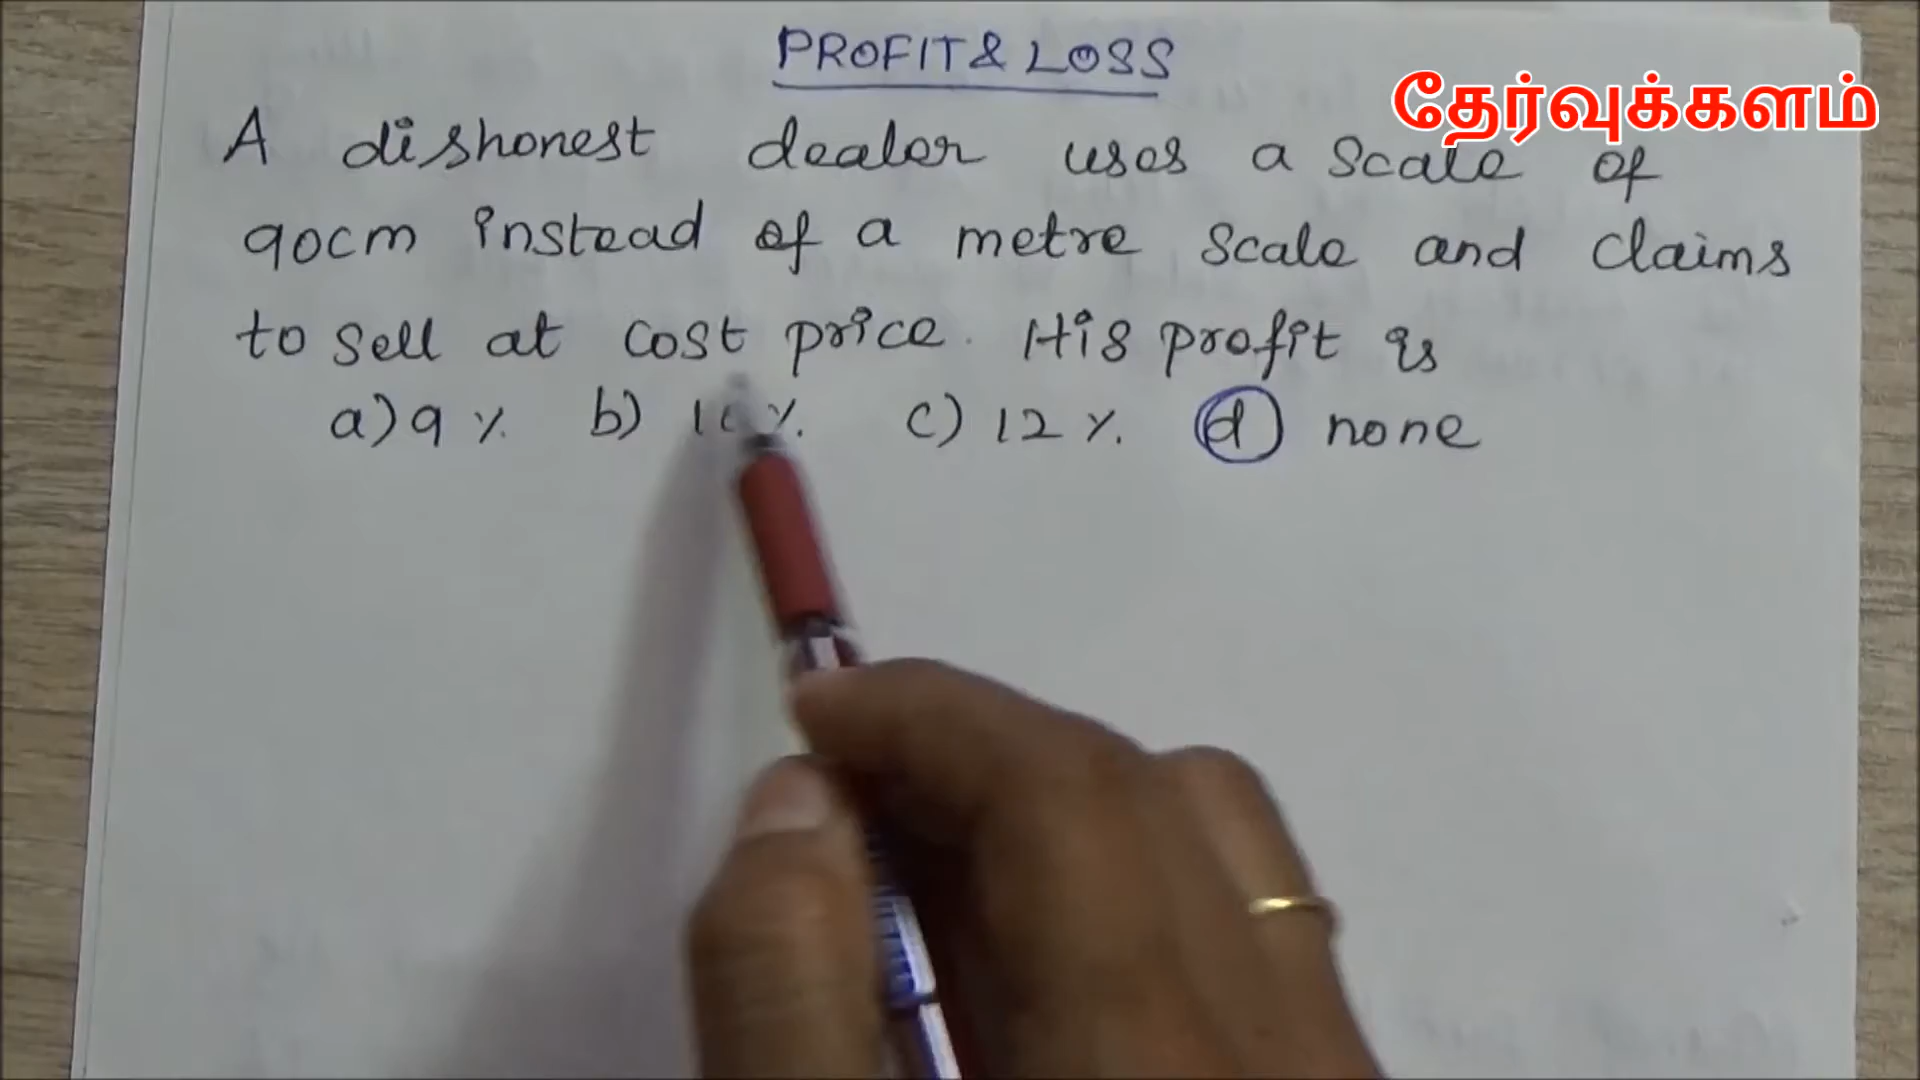 PROFIT & LOSS
தேர்வுக்களம்
A dishonest dealer uses a scale of
90cm instead of a metre scale and claims
to sell at cost price. His profit is
a) 9 % b) 10 % c) 12 % d) none